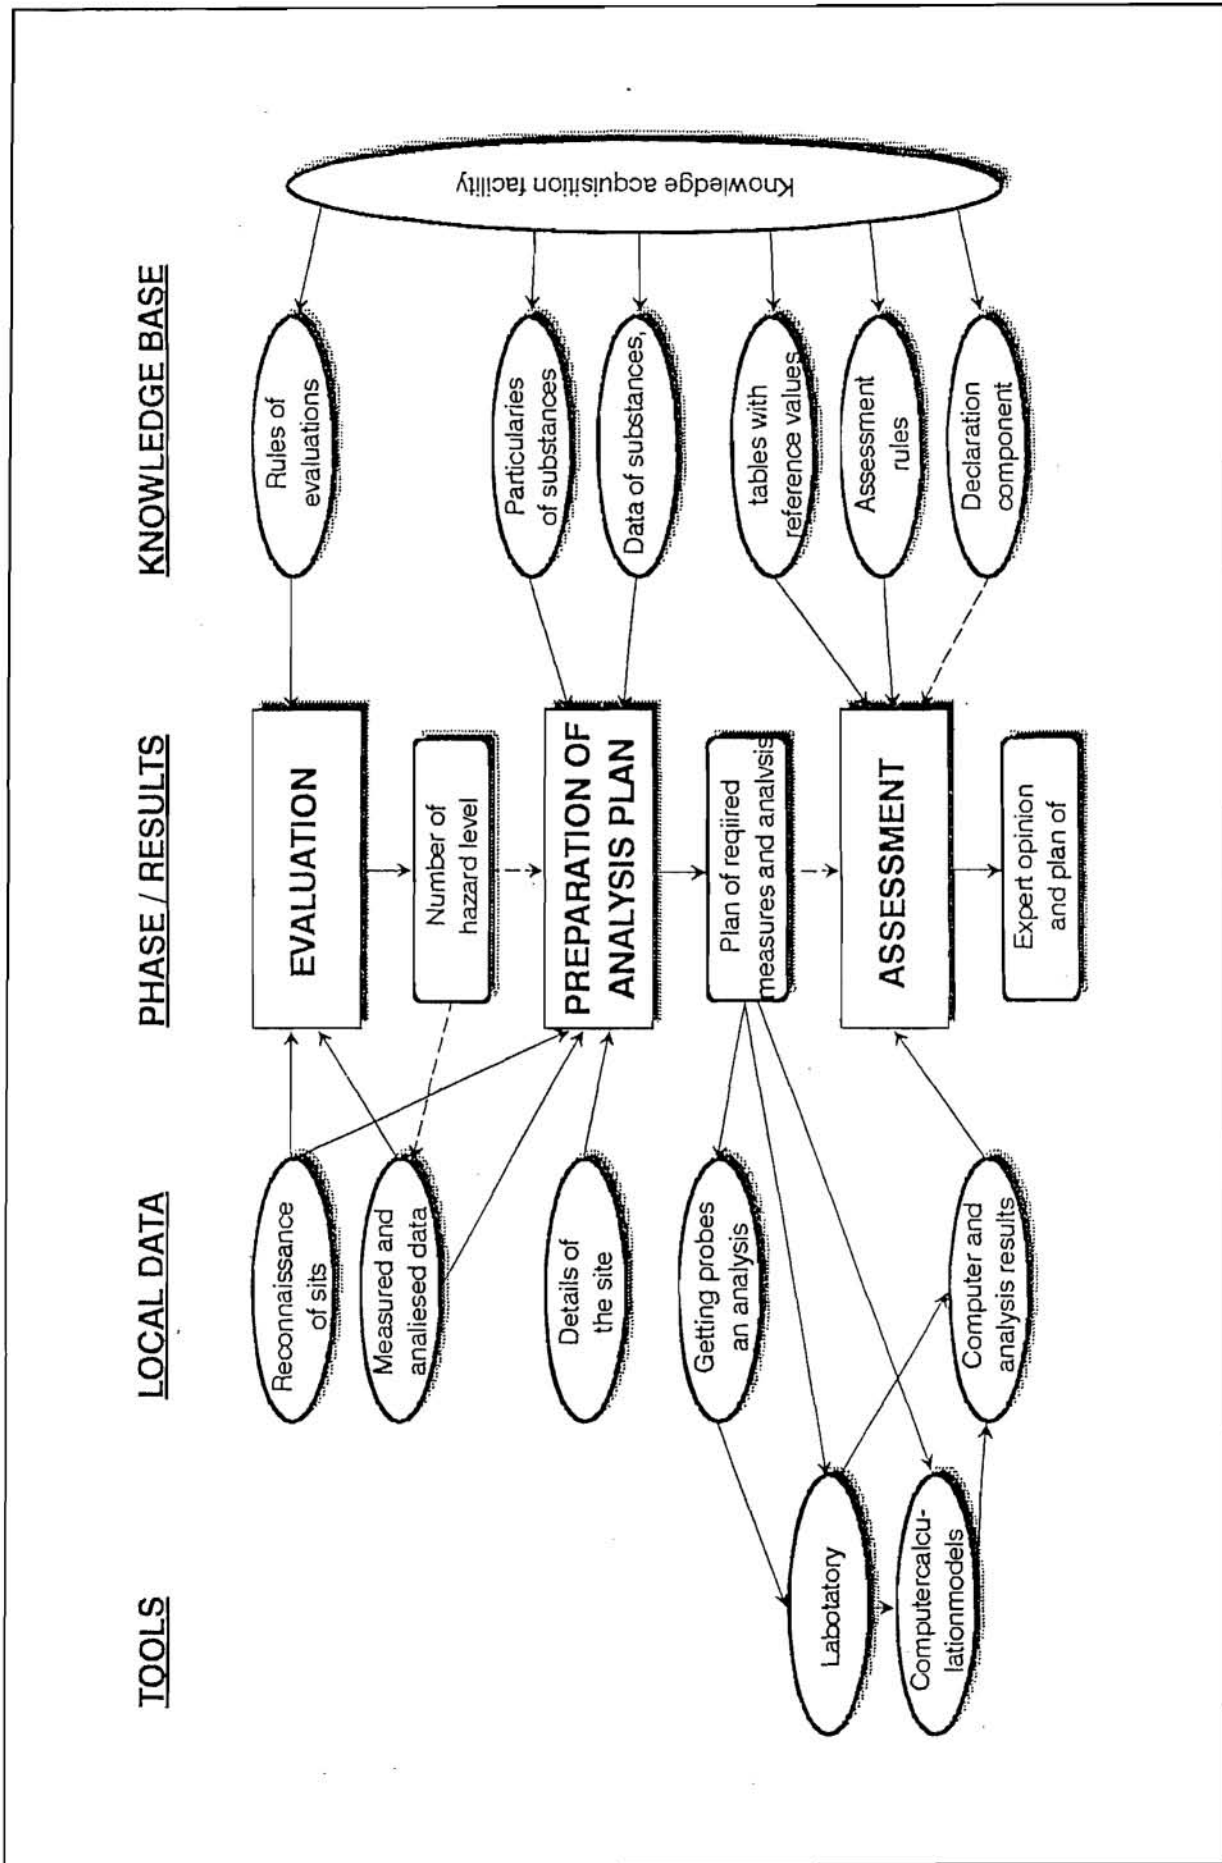 TOOLS
LOCAL DATA
PHASE / RESULTS
KNOWLEDGE BASE
Reconnaissance
of sits
EVALUATION
Rules of
evaluations
Measured and
analiesed data
Number of
hazard level
Details of
the site
PREPARATION OF
ANALYSIS PLAN
Particularies
of substances
Data of substances,
Getting probes
an analysis
Plan of reqiired
measures and analysis
tables with
reference values
Labotatory
Computercalcu-
lationmodels
Computer and
analysis results
ASSESSMENT
Assessment
rules
Declaration
component
Expert opinion
and plan of
Knowledge acquisition facility